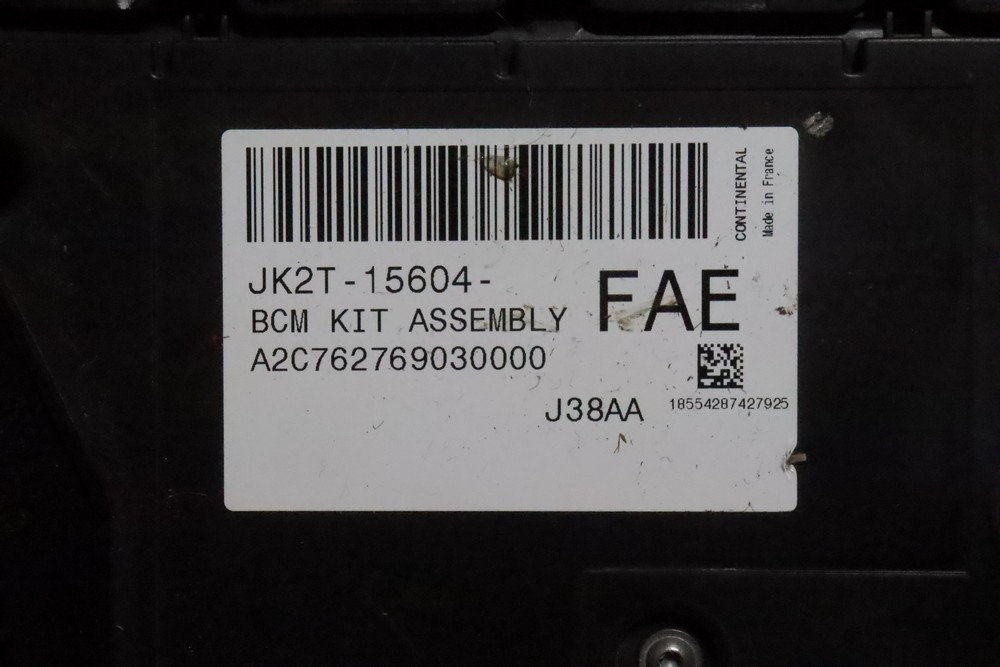 CONTINENTAL
Made in France
JK2T-15604-
FAE
BCM KIT ASSEMBLY
A2C762769030000
J38AA
18554287427925